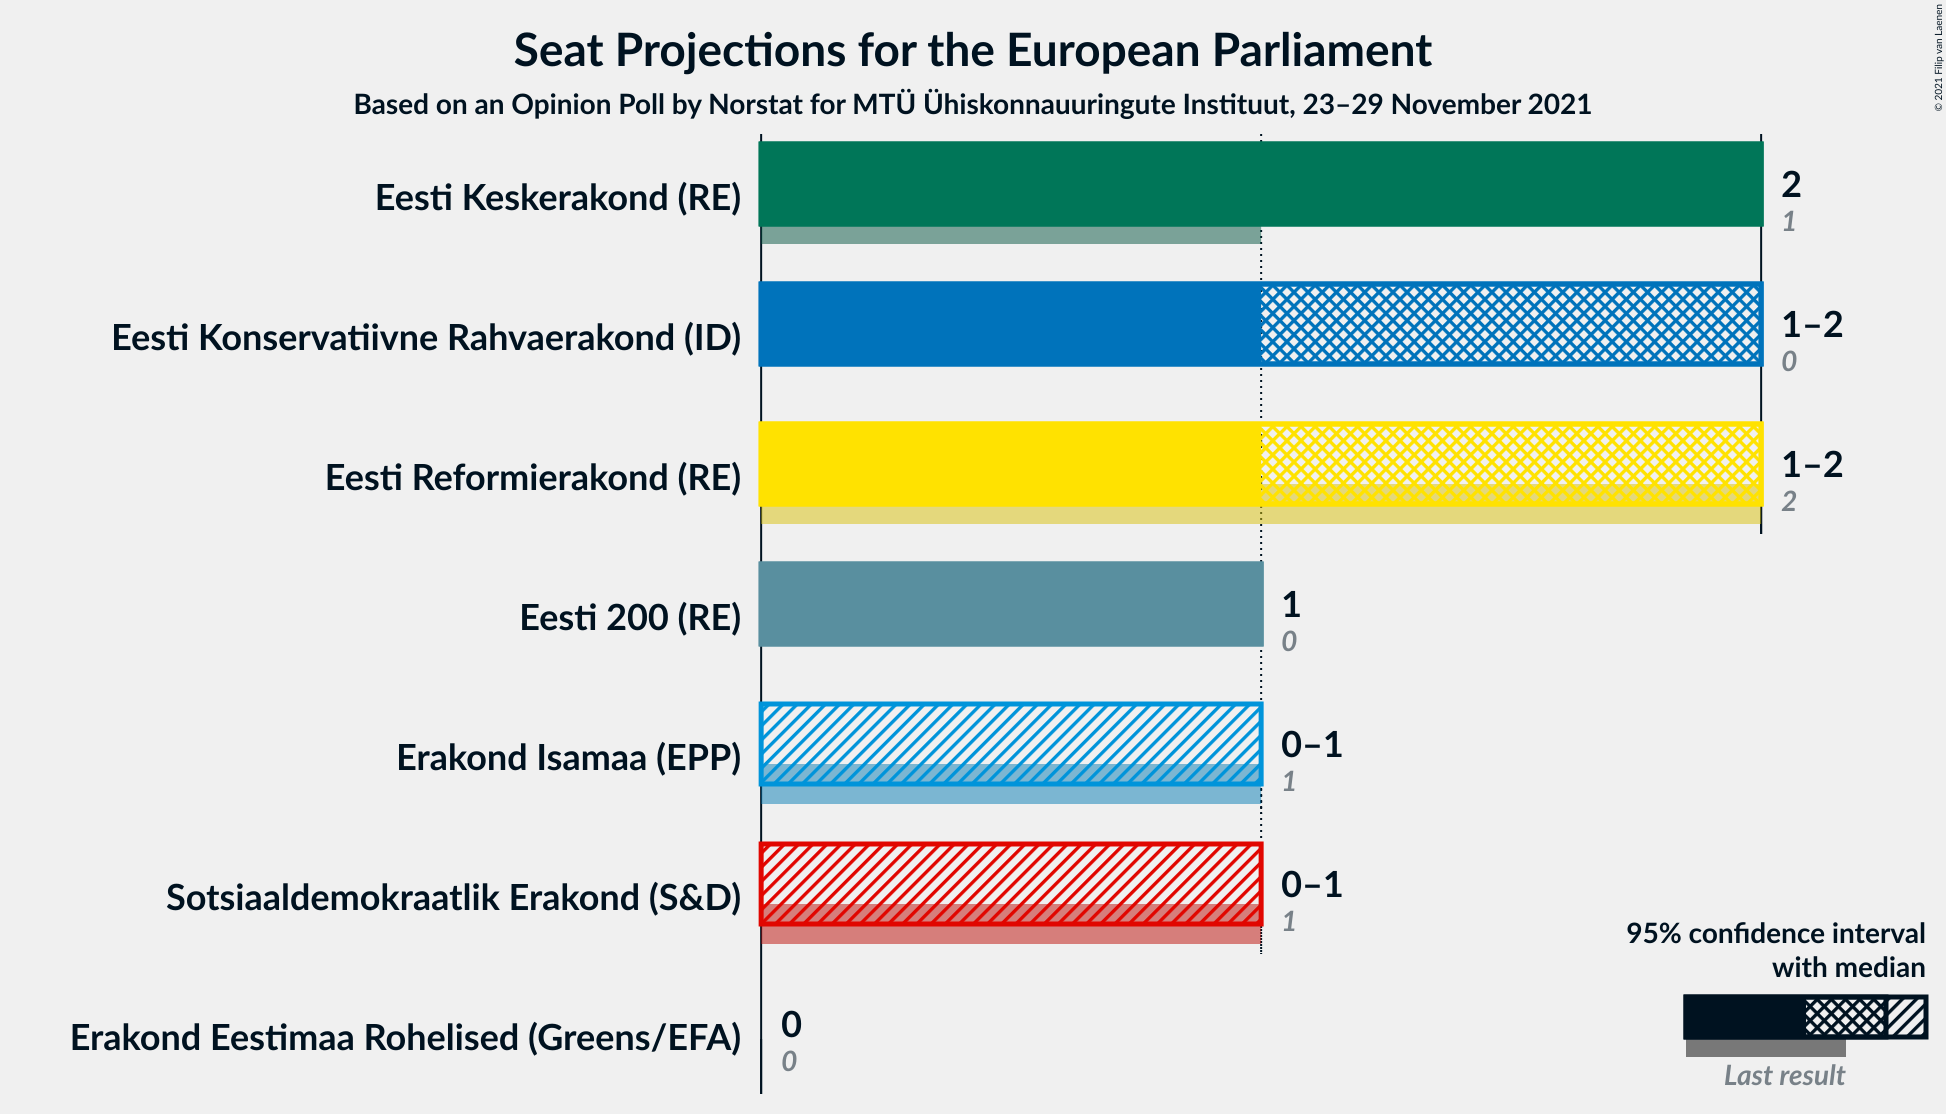 Seat Projections for the European Parliament
Based on an Opinion Poll by Norstat for MTÜ Ühiskonnauuringute Instituut, 23–29 November 2021
© 2021 Filip van Laenen
Eesti Keskerakond (RE)
2
1
Eesti Konservatiivne Rahvaerakond (ID)
1–2
0
Eesti Reformierakond (RE)
1–2
2
Eesti 200 (RE)
1
0
Erakond Isamaa (EPP)
0–1
1
Sotsiaaldemokraatlik Erakond (S&D)
0–1
1
Erakond Eestimaa Rohelised (Greens/EFA)
0
0
95% confidence interval
with median
Last result